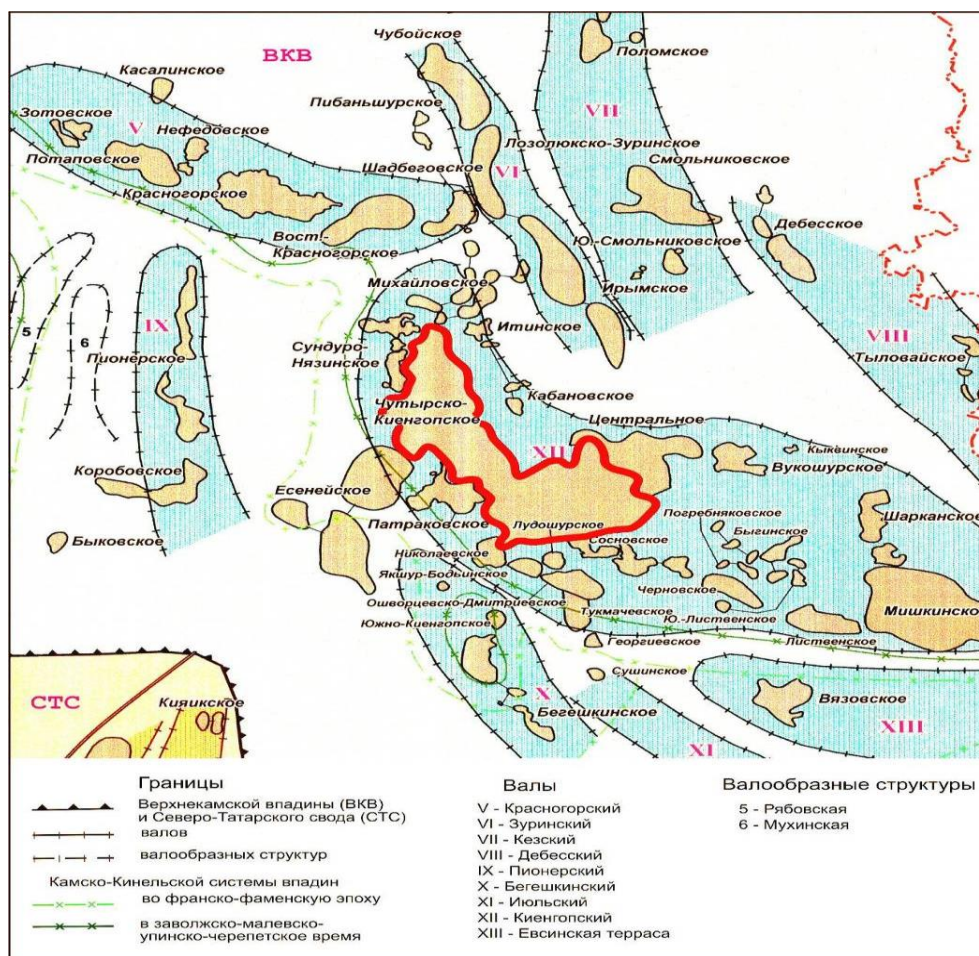 Чубойское
Поломское
ВКВ
Касалинское
Пибаньшурское
VII
Зотовское
V
Нефедовское
Лозолюкско-Зуринское
Потаповское
Шадбеговское
VI
Смольниковское
Красногорское
Дебесское
Вост.-
Красногорское
Ю.-Смольниковское
Михайловское
Ирымское
5
6
IX
Итинское
VIII
Сундуро-
Нязинское
Тыловайское
Пионерское
Кабановское
Чутырско-
Киенгопское
Центральное
XII
Кыквинское
Вукошурское
Коробовское
Есенейское
Погребняковское
Шарканское
Патраковское
Лудошурское
Быгинское
Быковское
Николаевское
Сосновское
Якшур-Бодьинское
Черновское
Ошворцевско-Дмитриевское
Тукмачевское
Мишкинско
Южно-Киенгопское
Ю.-Лиственское
Георгиевское
Лиственское
Сушинское
СТС
Кияикское
X
Вязовское
Бегешкинское
XI
XIII
Границы
Верхнекамской впадины (ВКВ)
и Северо-Татарского свода (СТС)
валов
валообразных структур
Камско-Кинельской системы впадин
во франско-фаменскую эпоху
в заволжско-малевско-
упинско-черепетское время
Валы
V - Красногорский
VI - Зуринский
VII - Кезский
VIII - Дебесский
IX - Пионерский
X - Бегешкинский
XI - Июльский
XII - Киенгопский
XIII - Евсинская терраса
Валообразные структуры
5 - Рябовская
6 - Мухинская